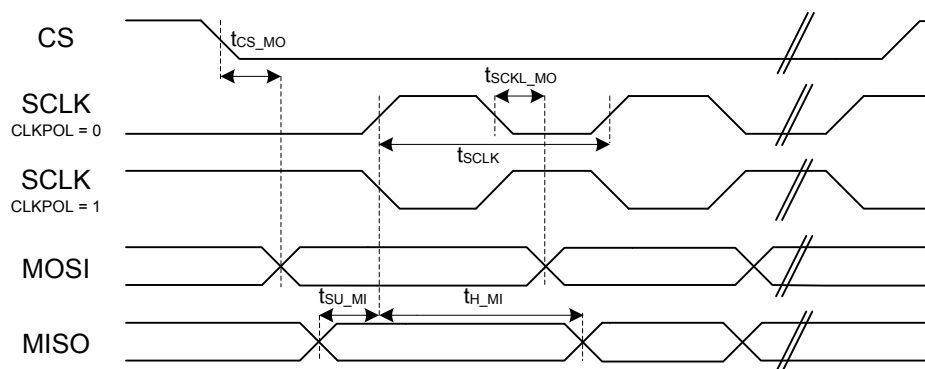 CS
tCS_MO
tSCKL_MO
SCLK
CLKPOL = 0
tSCLK
SCLK
CLKPOL = 1
MOSI
tSU_MI
tH_MI
MISO